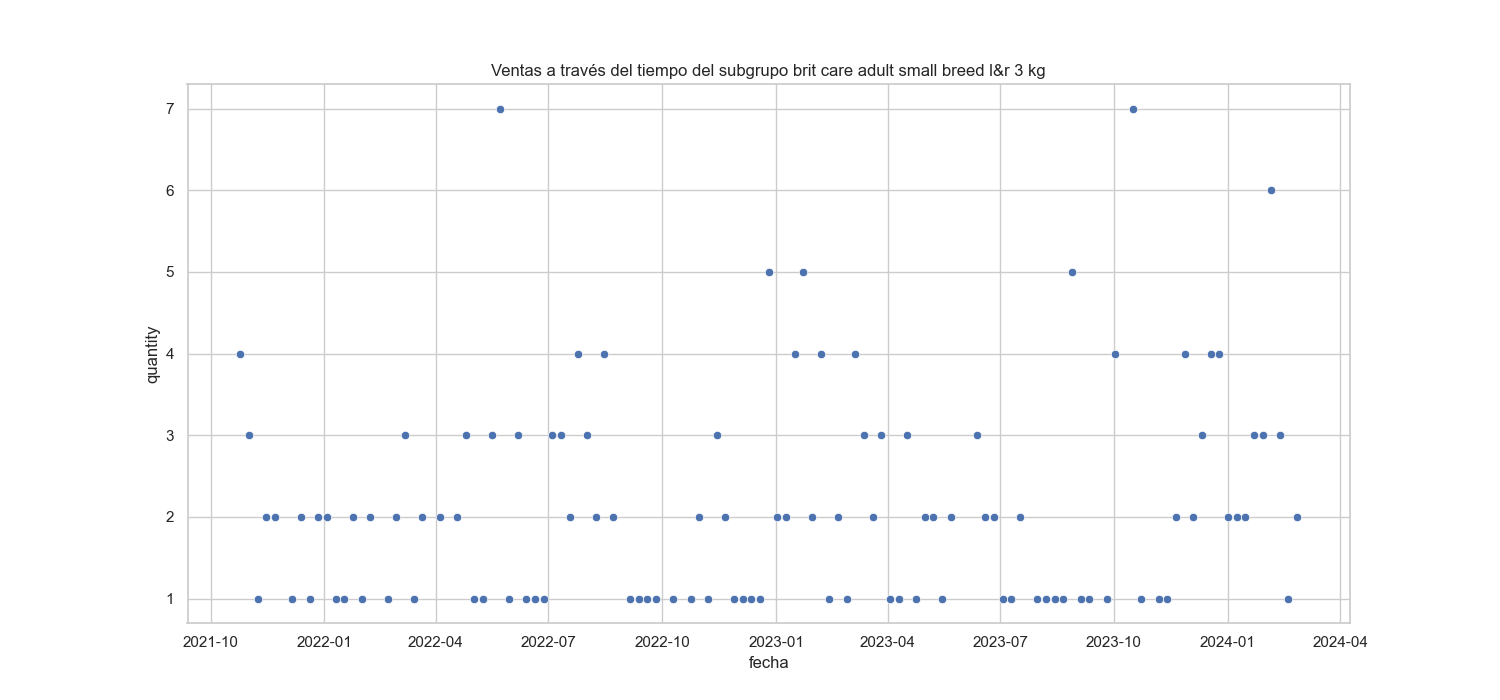 Ventas a través del tiempo del subgrupo brit care adult small breed l&r 3 kg
7
6
5
4
3
2
1
quantity
2021-10 2022-01 2022-04 2022-07 2022-10 2023-01 2023-04 2023-07 2023-10 2024-01 2024-04
fecha